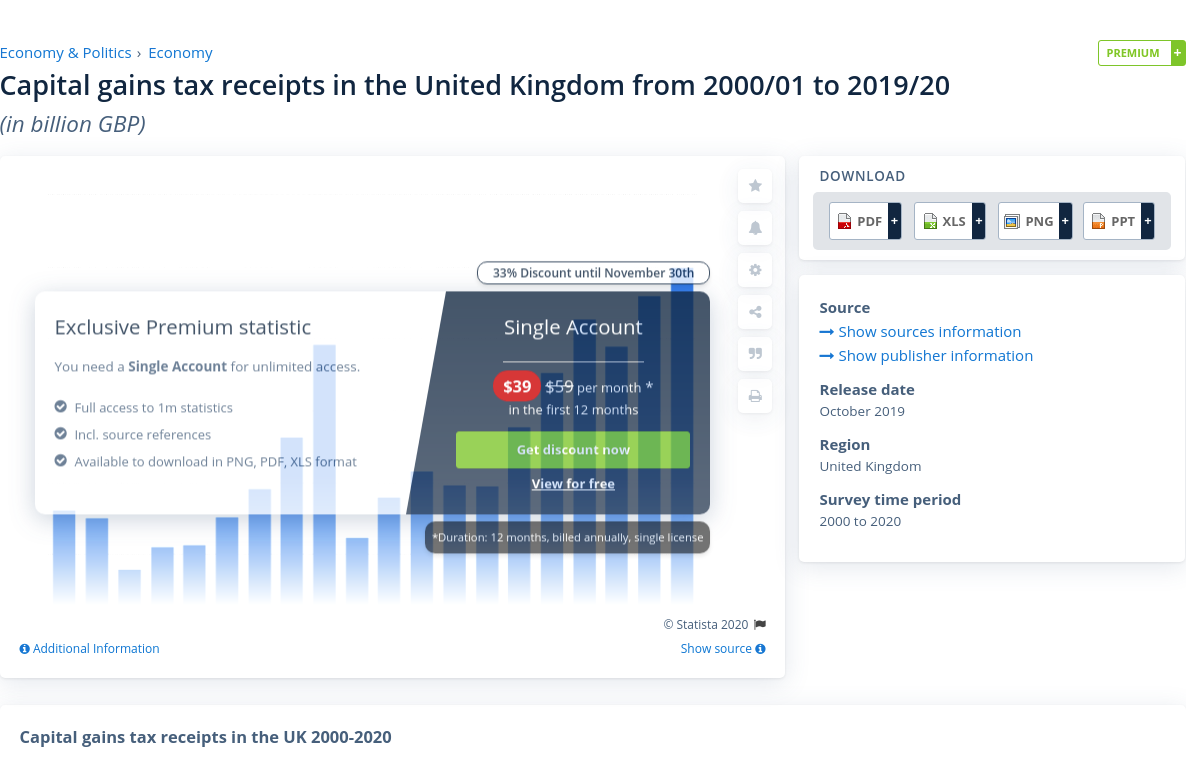 Economy & Politics › Economy
PREMIUM +
Capital gains tax receipts in the United Kingdom from 2000/01 to 2019/20
(in billion GBP)
33% Discount until November 30th
Exclusive Premium statistic
You need a Single Account for unlimited access.
Full access to 1m statistics
Incl. source references
Available to download in PNG, PDF, XLS format
Single Account
$39 $59 per month *
in the first 12 months
Get discount now
View for free
*Duration: 12 months, billed annually, single license
© Statista 2020
Additional Information
Show source
DOWNLOAD
PDF + XLS + PNG + PPT +
Source
Show sources information
Show publisher information
Release date
October 2019
Region
United Kingdom
Survey time period
2000 to 2020
Capital gains tax receipts in the UK 2000-2020